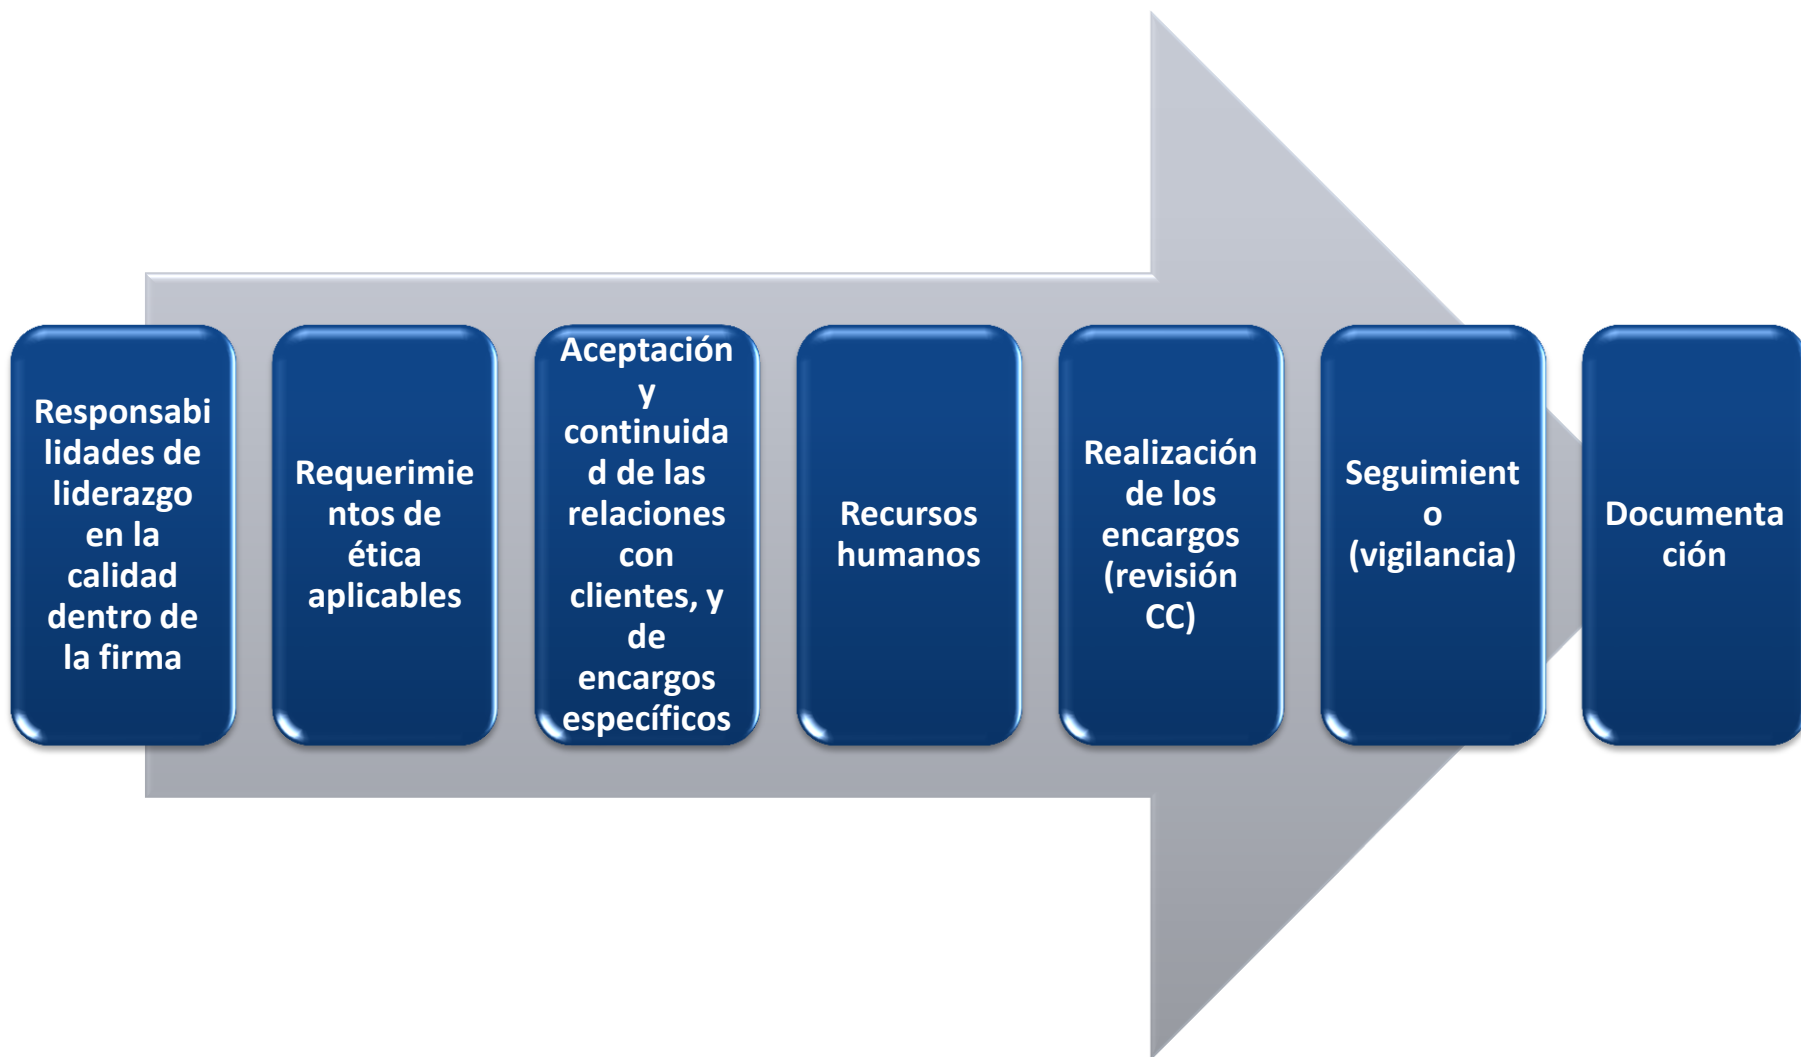 Responsabi
lidades de
liderazgo
en la
calidad
dentro de
la firma
Requerimie
ntos de
ética
aplicables
Aceptación
y
continuida
d de las
relaciones
con
clientes, y
de
encargos
específicos
Recursos
humanos
Realización
de los
encargos
(revisión
CC)
Seguimient
o
(vigilancia)
Documenta
ción